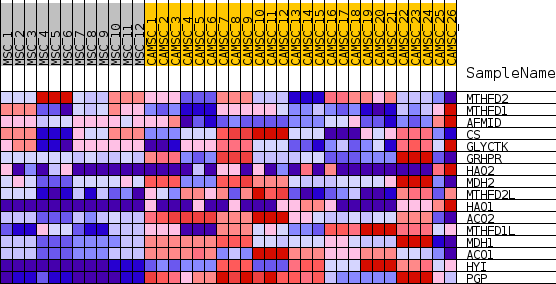 MSC_1
MSC_2
MSC_3
MSC_4
MSC_5
MSC_6
MSC_7
MSC_8
MSC_9
MSC_10
MSC_11
MSC_12
CAMSC_1
CAMSC_2
CAMSC_3
CAMSC_4
CAMSC_5
CAMSC_6
CAMSC_7
CAMSC_8
CAMSC_9
CAMSC_10
CAMSC_11
CAMSC_12
CAMSC_13
CAMSC_14
CAMSC_15
CAMSC_16
CAMSC_17
CAMSC_18
CAMSC_19
CAMSC_20
CAMSC_21
CAMSC_22
CAMSC_23
CAMSC_24
CAMSC_25
CAMSC_26
SampleName
MTHFD2
MTHFD1
AFMID
CS
GLYCTK
GRHPR
HAO2
MDH2
MTHFD2L
HAO1
ACO2
MTHFD1L
MDH1
ACO1
HYI
PGP